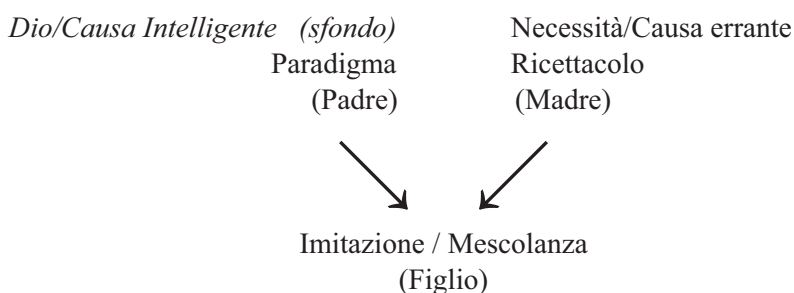 Dio/Causa Intelligente (sfondo) Necessità/Causa errante
Paradigma Ricettacolo
(Padre) (Madre)
Imitazione / Mescolanza
(Figlio)